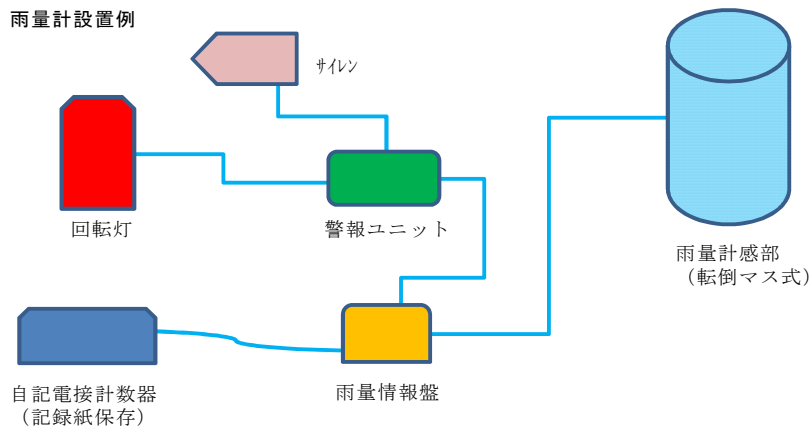 雨量計設置例
サイレン
回転灯
警報ユニット
雨量計感部
（転倒マス式）
自記電接計数器
（記録紙保存）
雨量情報盤